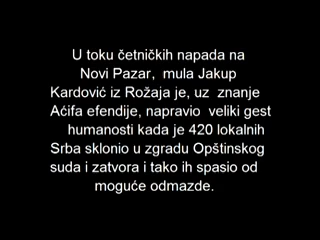 U toku četničkih napada na
Novi Pazar, mula Jakup
Kardović iz Rožaja je, uz znanje
Aćifa efendije, napravio veliki gest
humanosti kada je 420 lokalnih
Srba sklonio u zgradu Opštinskog
suda i zatvora i tako ih spasio od
moguće odmazde.